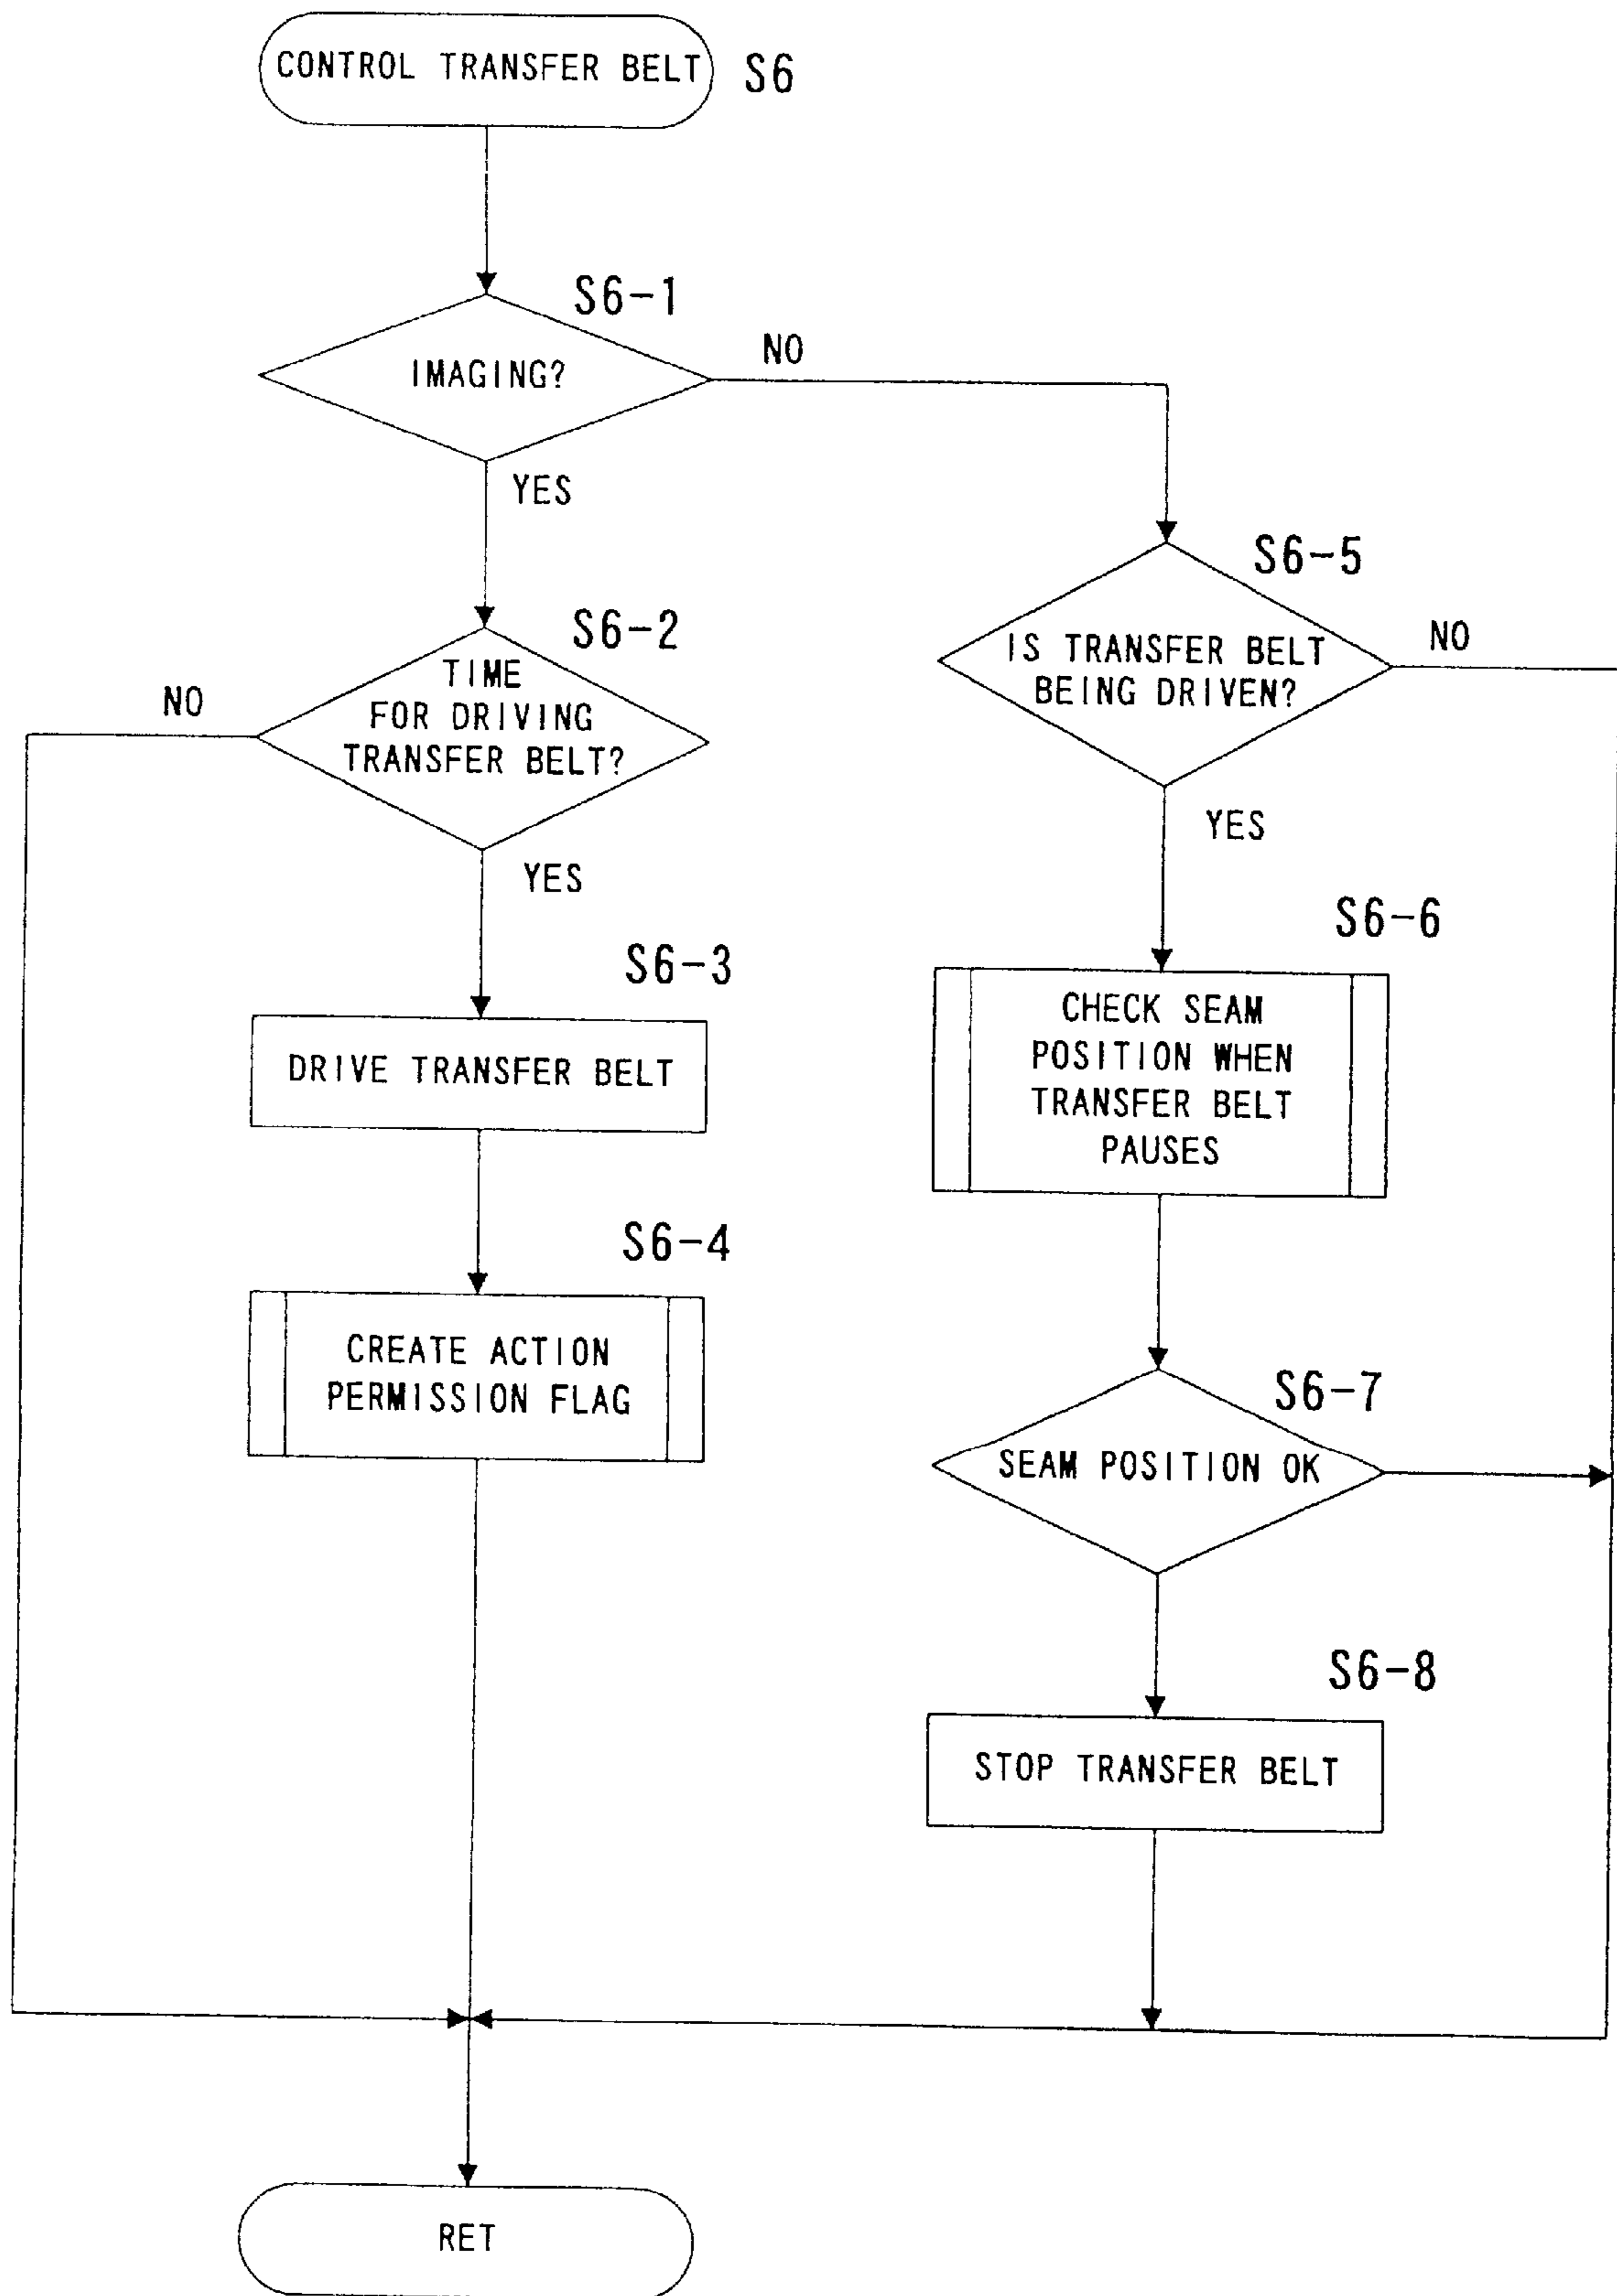 CONTROL TRANSFER BELT
S6
S6-1
IMAGING?
NO
YES
S6-2
TIME
FOR DRIVING
TRANSFER BELT?
NO
YES
S6-3
DRIVE TRANSFER BELT
S6-4
CREATE ACTION
PERMISSION FLAG
S6-5
IS TRANSFER BELT
BEING DRIVEN?
NO
YES
S6-6
CHECK SEAM
POSITION WHEN
TRANSFER BELT
PAUSES
S6-7
SEAM POSITION OK
S6-8
STOP TRANSFER BELT
RET